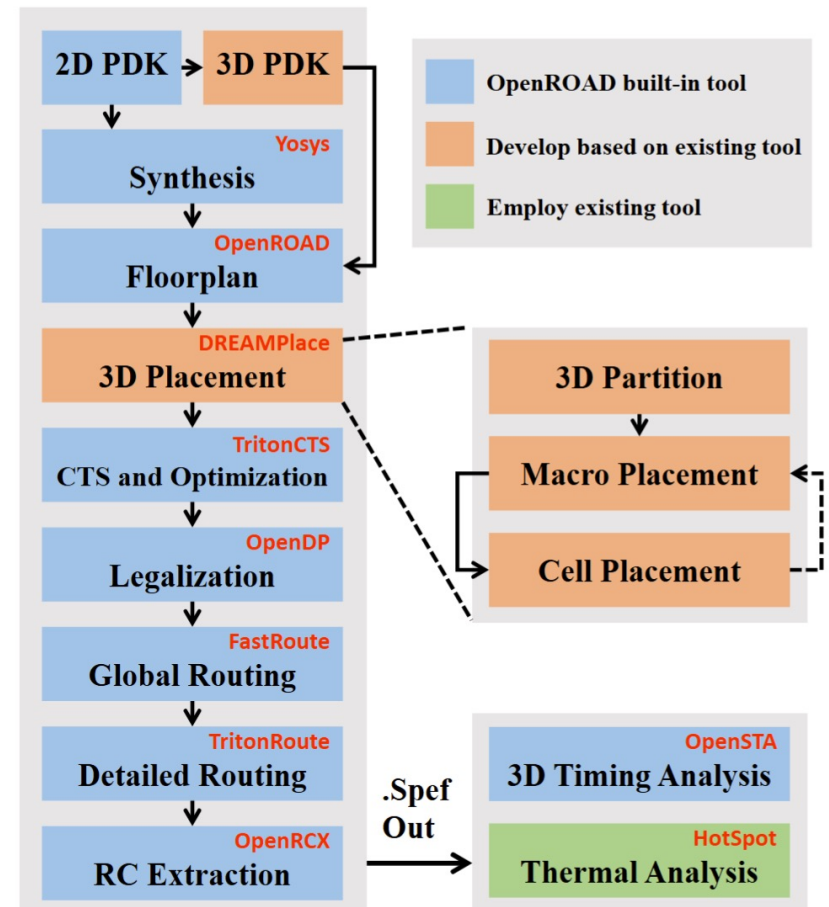 2D PDK
3D PDK
Yosys
Synthesis
OpenROAD
Floorplan
DREAMPlace
3D Placement
TritonCTS
CTS and Optimization
OpenDP
Legalization
FastRoute
Global Routing
TritonRoute
Detailed Routing
OpenRCX
RC Extraction
OpenROAD built-in tool
Develop based on existing tool
Employ existing tool
3D Partition
Macro Placement
Cell Placement
.Spef
Out
OpenSTA
3D Timing Analysis
HotSpot
Thermal Analysis